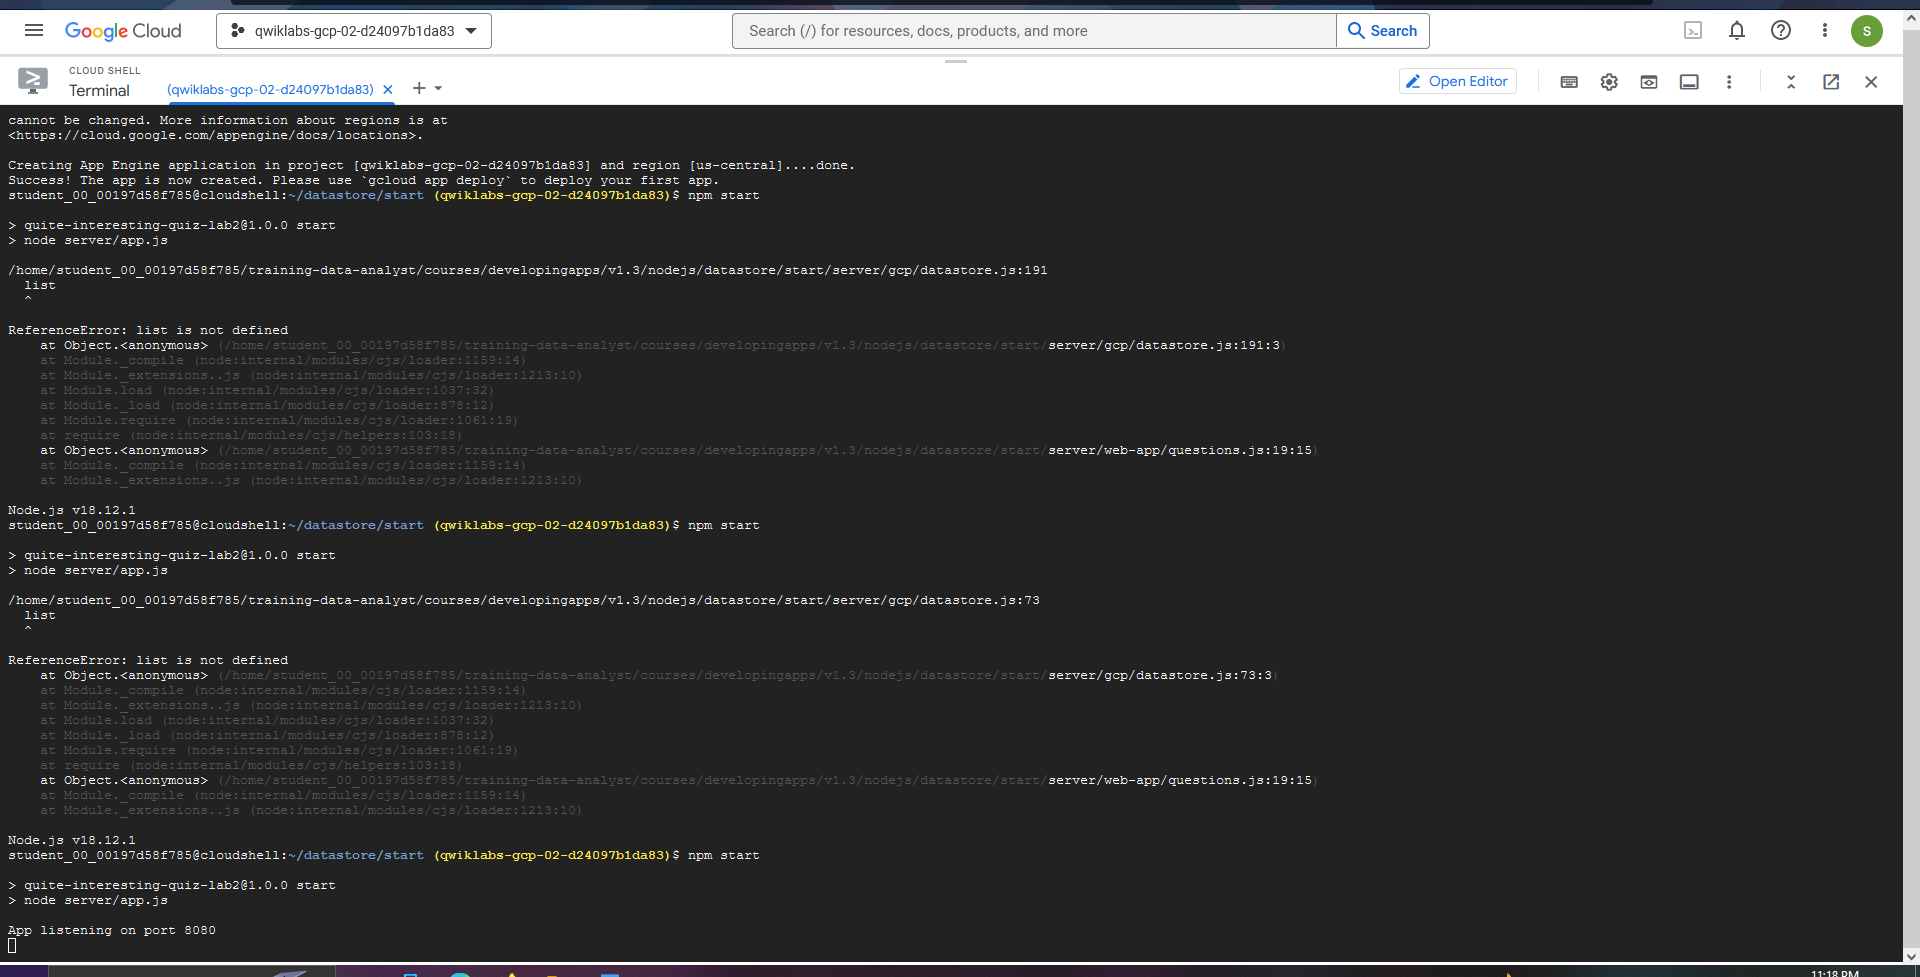 Google Cloud
qwiklabs-gcp-02-d24097b1da83
Search (/) for resources, docs, products, and more
Search
S
CLOUD SHELL
Terminal
(qwiklabs-gcp-02-d24097b1da83)
Open Editor
cannot be changed. More information about regions is at
<https://cloud.google.com/appengine/docs/locations>.
Creating App Engine application in project [qwiklabs-gcp-02-d24097b1da83] and region [us-central]....done.
Success! The app is now created. Please use `gcloud app deploy` to deploy your first app.
student_00_00197d58f785@cloudshell:~/datastore/start (qwiklabs-gcp-02-d24097b1da83)$ npm start
> quite-interesting-quiz-lab2@1.0.0 start
> node server/app.js
/home/student_00_00197d58f785/training-data-analyst/courses/developingapps/v1.3/nodejs/datastore/start/server/gcp/datastore.js:191
list
^
ReferenceError: list is not defined
at Object.<anonymous> (/home/student_00_00197d58f785/training-data-analyst/courses/developingapps/v1.3/nodejs/datastore/start/server/gcp/datastore.js:191:3)
at Module._compile (node:internal/modules/cjs/loader:1159:14)
at Module._extensions..js (node:internal/modules/cjs/loader:1213:10)
at Module.load (node:internal/modules/cjs/loader:1037:32)
at Module._load (node:internal/modules/cjs/loader:878:12)
at Module.require (node:internal/modules/cjs/loader:1061:19)
at require (node:internal/modules/cjs/helpers:103:18)
at Object.<anonymous> (/home/student_00_00197d58f785/training-data-analyst/courses/developingapps/v1.3/nodejs/datastore/start/server/web-app/questions.js:19:15)
at Module._compile (node:internal/modules/cjs/loader:1159:14)
at Module._extensions..js (node:internal/modules/cjs/loader:1213:10)
Node.js v18.12.1
student_00_00197d58f785@cloudshell:~/datastore/start (qwiklabs-gcp-02-d24097b1da83)$ npm start
> quite-interesting-quiz-lab2@1.0.0 start
> node server/app.js
/home/student_00_00197d58f785/training-data-analyst/courses/developingapps/v1.3/nodejs/datastore/start/server/gcp/datastore.js:73
list
^
ReferenceError: list is not defined
at Object.<anonymous> (/home/student_00_00197d58f785/training-data-analyst/courses/developingapps/v1.3/nodejs/datastore/start/server/gcp/datastore.js:73:3)
at Module._compile (node:internal/modules/cjs/loader:1159:14)
at Module._extensions..js (node:internal/modules/cjs/loader:1213:10)
at Module.load (node:internal/modules/cjs/loader:1037:32)
at Module._load (node:internal/modules/cjs/loader:878:12)
at Module.require (node:internal/modules/cjs/loader:1061:19)
at require (node:internal/modules/cjs/helpers:103:18)
at Object.<anonymous> (/home/student_00_00197d58f785/training-data-analyst/courses/developingapps/v1.3/nodejs/datastore/start/server/web-app/questions.js:19:15)
at Module._compile (node:internal/modules/cjs/loader:1159:14)
at Module._extensions..js (node:internal/modules/cjs/loader:1213:10)
Node.js v18.12.1
student_00_00197d58f785@cloudshell:~/datastore/start (qwiklabs-gcp-02-d24097b1da83)$ npm start
> quite-interesting-quiz-lab2@1.0.0 start
> node server/app.js
App listening on port 8080
11:18 PM